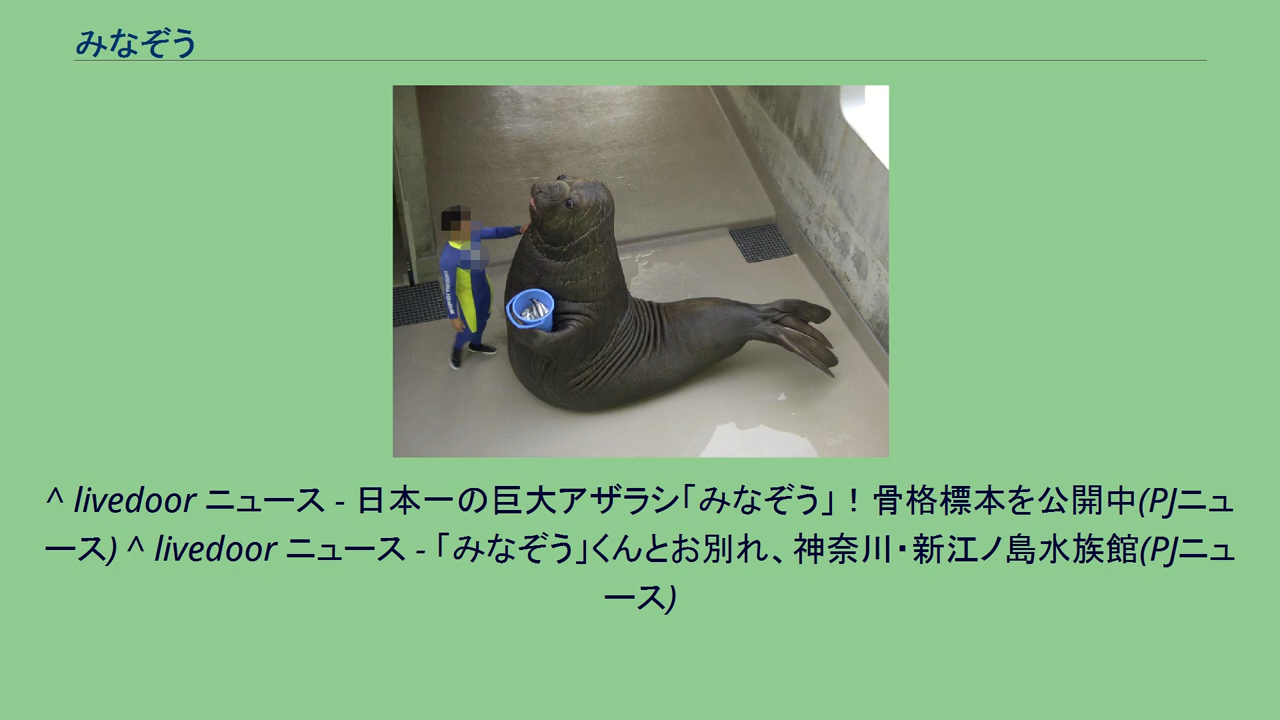 みなぞう
^ livedoor ニュース - 日本一の巨大アザラシ「みなぞう」！骨格標本を公開中(PJニュ
ース) ^ livedoor ニュース - 「みなぞう」くんとお別れ、神奈川・新江ノ島水族館(PJニュ
ース)